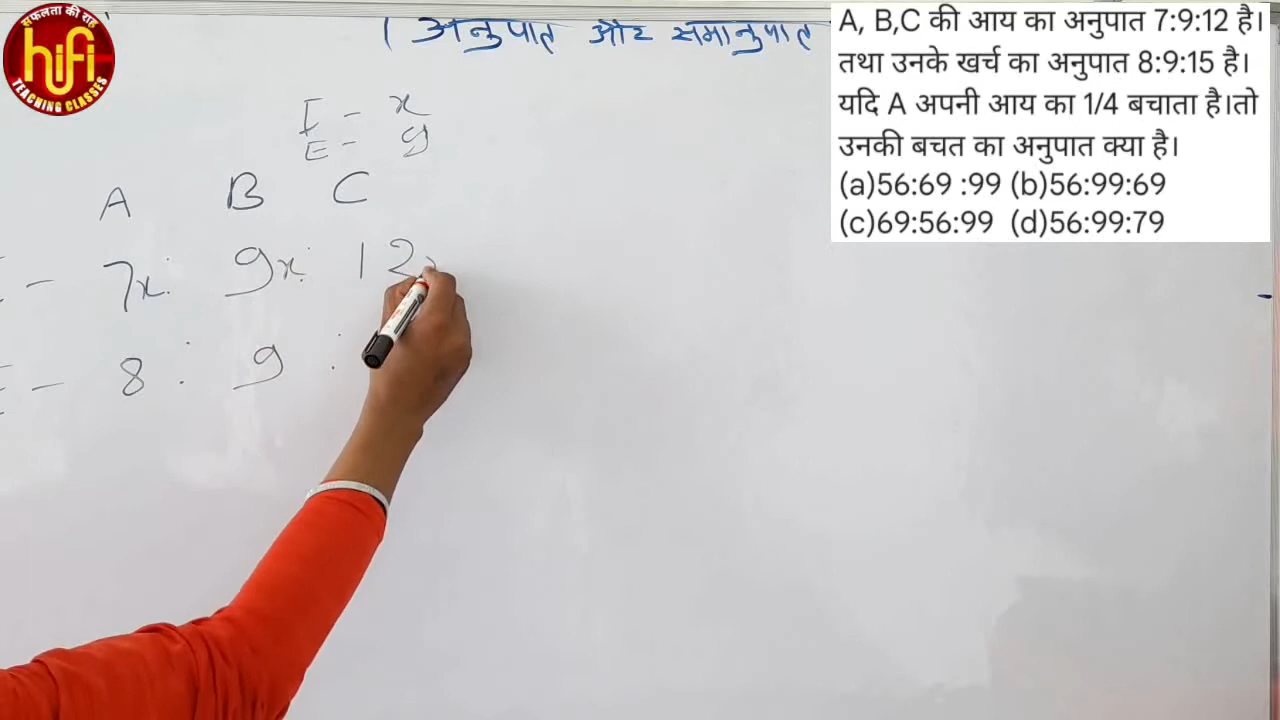 सफलता की राह
hifi
TEACHING CLASSES
अनुपात और समानुपात
I - x
E - y
A B C
- 7x : 9x : 12
- 8 : 9 :
A, B,C की आय का अनुपात 7:9:12 है।
तथा उनके खर्च का अनुपात 8:9:15 है।
यदि A अपनी आय का 1/4 बचाता है।तो
उनकी बचत का अनुपात क्या है।
(a)56:69 :99 (b)56:99:69
(c)69:56:99 (d)56:99:79